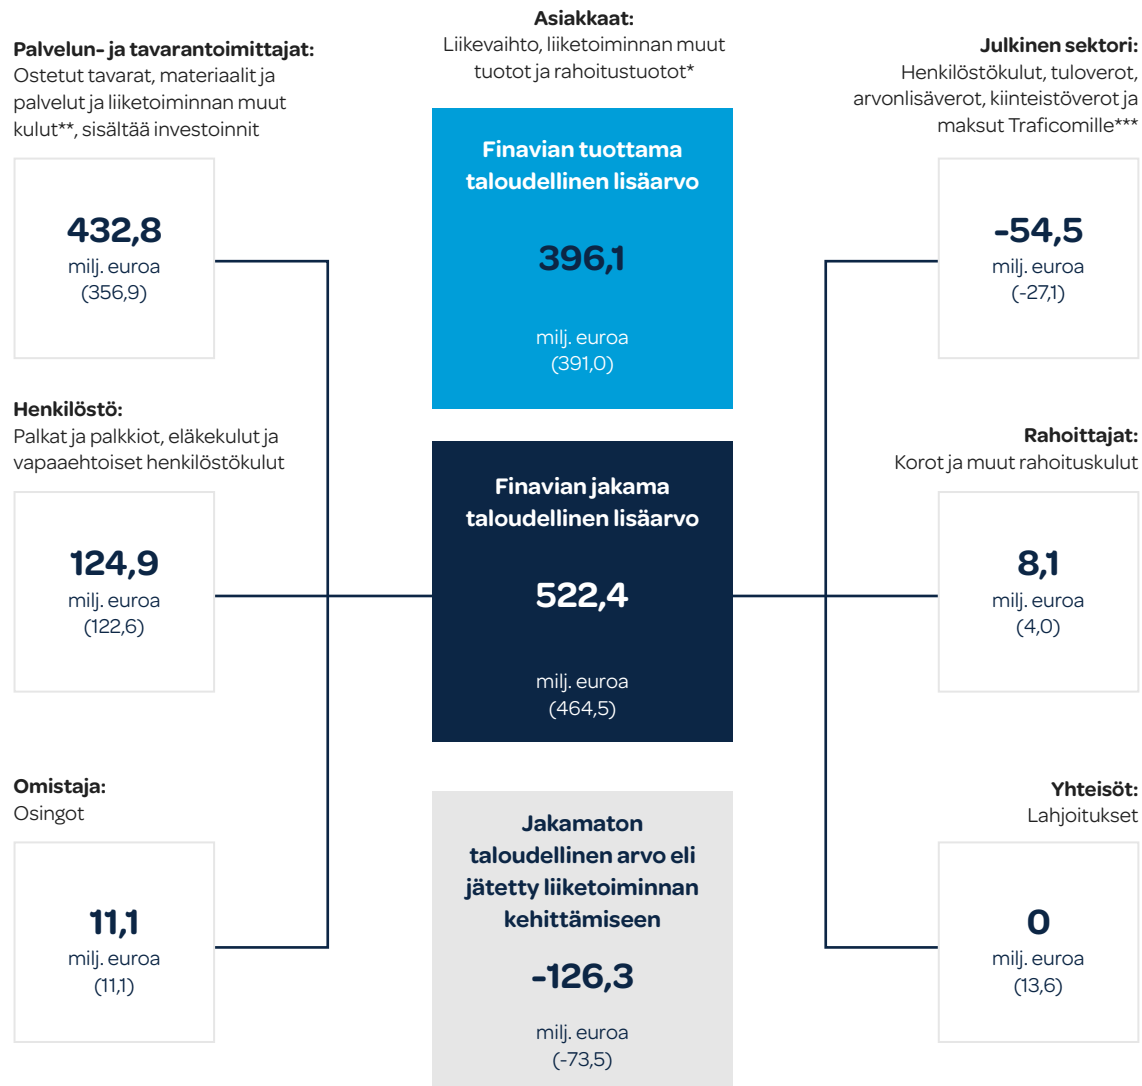 Palvelun- ja tavarantoimittajat:
Ostetut tavarat, materiaalit ja
palvelut ja liiketoiminnan muut
kulut**, sisältää investoinnit
432,8
milj. euroa
(356,9)
Henkilöstö:
Palkat ja palkkiot, eläkekulut ja
vapaaehtoiset henkilöstökulut
124,9
milj. euroa
(122,6)
Omistaja:
Osingot
11,1
milj. euroa
(11,1)
Asiakkaat:
Liikevaihto, liiketoiminnan muut
tuotot ja rahoitustuotot*
Finavian tuottama
taloudellinen lisäarvo
396,1
milj. euroa
(391,0)
Finavian jakama
taloudellinen lisäarvo
522,4
milj. euroa
(464,5)
Jakamaton
taloudellinen arvo eli
jätetty liiketoiminnan
kehittämiseen
-126,3
milj. euroa
(-73,5)
Julkinen sektori:
Henkilöstökulut, tuloverot,
arvonlisäverot, kiinteistöverot ja
maksut Traficomille***
-54,5
milj. euroa
(-27,1)
Rahoittajat:
Korot ja muut rahoituskulut
8,1
milj. euroa
(4,0)
Yhteisöt:
Lahjoitukset
0
milj. euroa
(13,6)